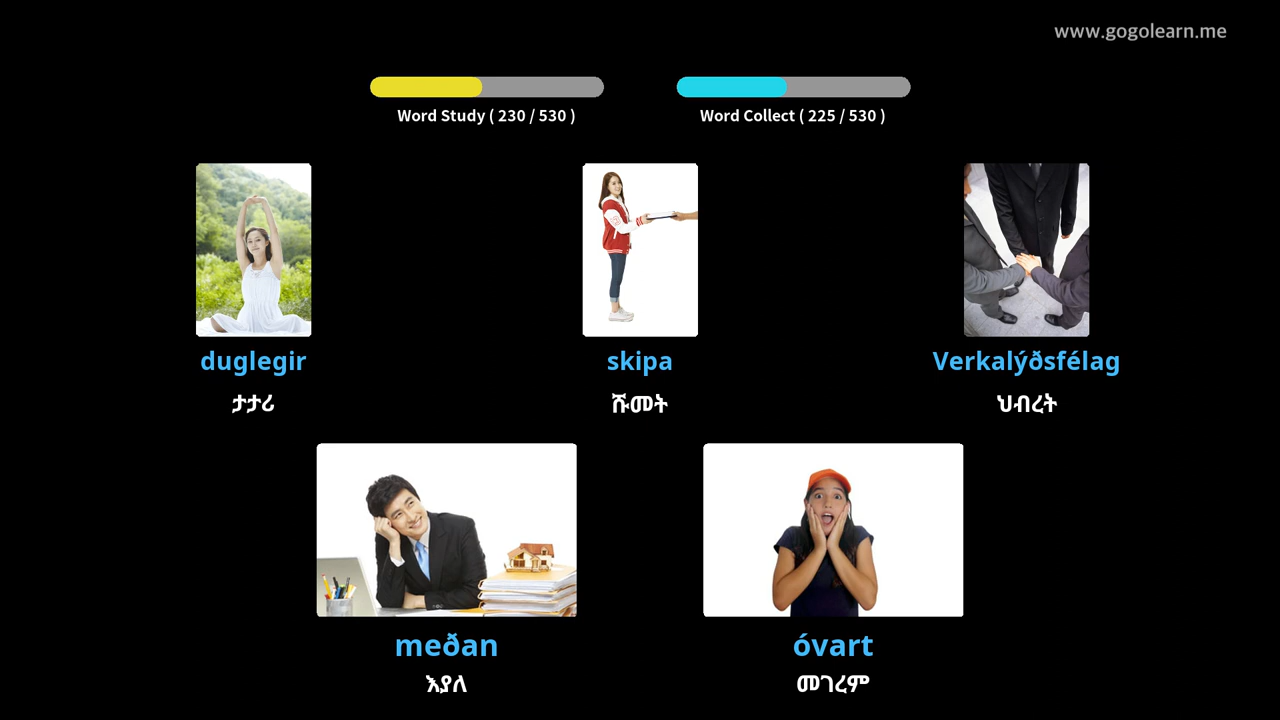 www.gogolearn.me
Word Study ( 230 / 530 )
Word Collect ( 225 / 530 )
duglegir
skipa
Verkalýðsfélag
ታታሪ
ሹመት
ህብረት
meðan
óvart
እያለ
መገረም